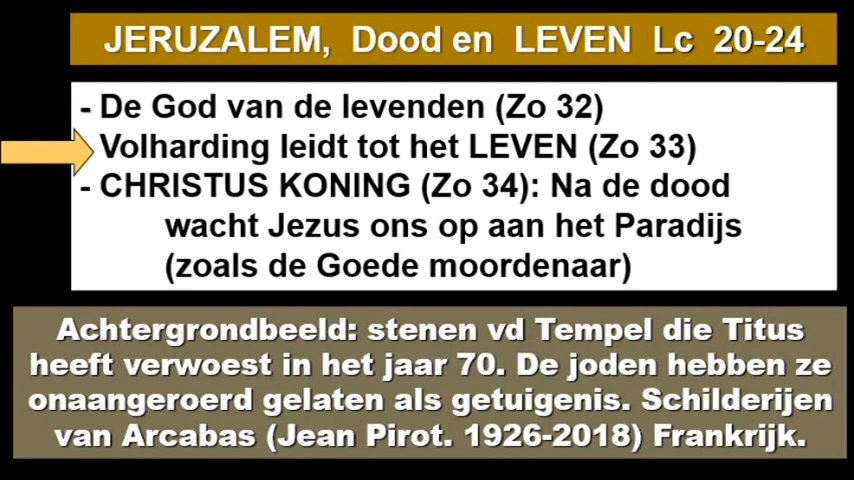 JERUZALEM, Dood en LEVEN Lc 20-24
- De God van de levenden (Zo 32)
Volharding leidt tot het LEVEN (Zo 33)
- CHRISTUS KONING (Zo 34): Na de dood
wacht Jezus ons op aan het Paradijs
(zoals de Goede moordenaar)
Achtergrondbeeld: stenen vd Tempel die Titus
heeft verwoest in het jaar 70. De joden hebben ze
onaangeroerd gelaten als getuigenis. Schilderijen
van Arcabas (Jean Pirot. 1926-2018) Frankrijk.